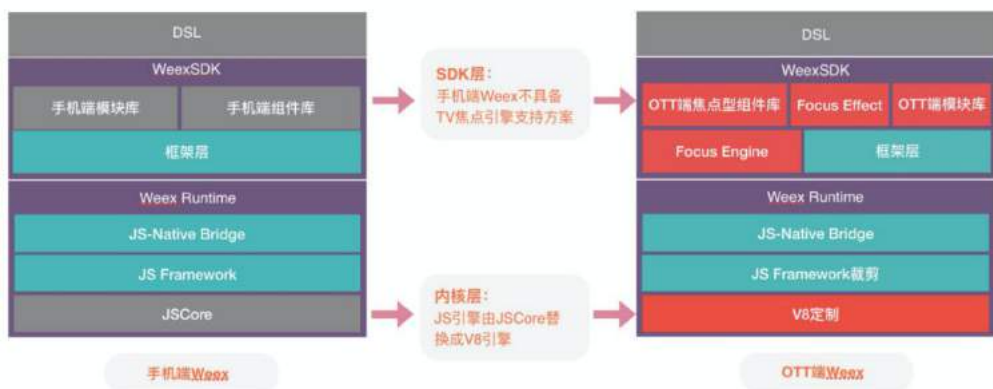 DSL
WeexSDK
手机端模块库
手机端组件库
框架层
Weex Runtime
JS-Native Bridge
JS Framework
JSCore
手机端Weex
SDK层：
手机端Weex不具备
TV焦点引擎支持方案
内核层：
JS引擎由JSCore替
换成V8引擎
DSL
WeexSDK
OTT端焦点型组件库
Focus Effect
OTT端模块库
Focus Engine
框架层
Weex Runtime
JS-Native Bridge
JS Framework裁剪
V8定制
OTT端Weex